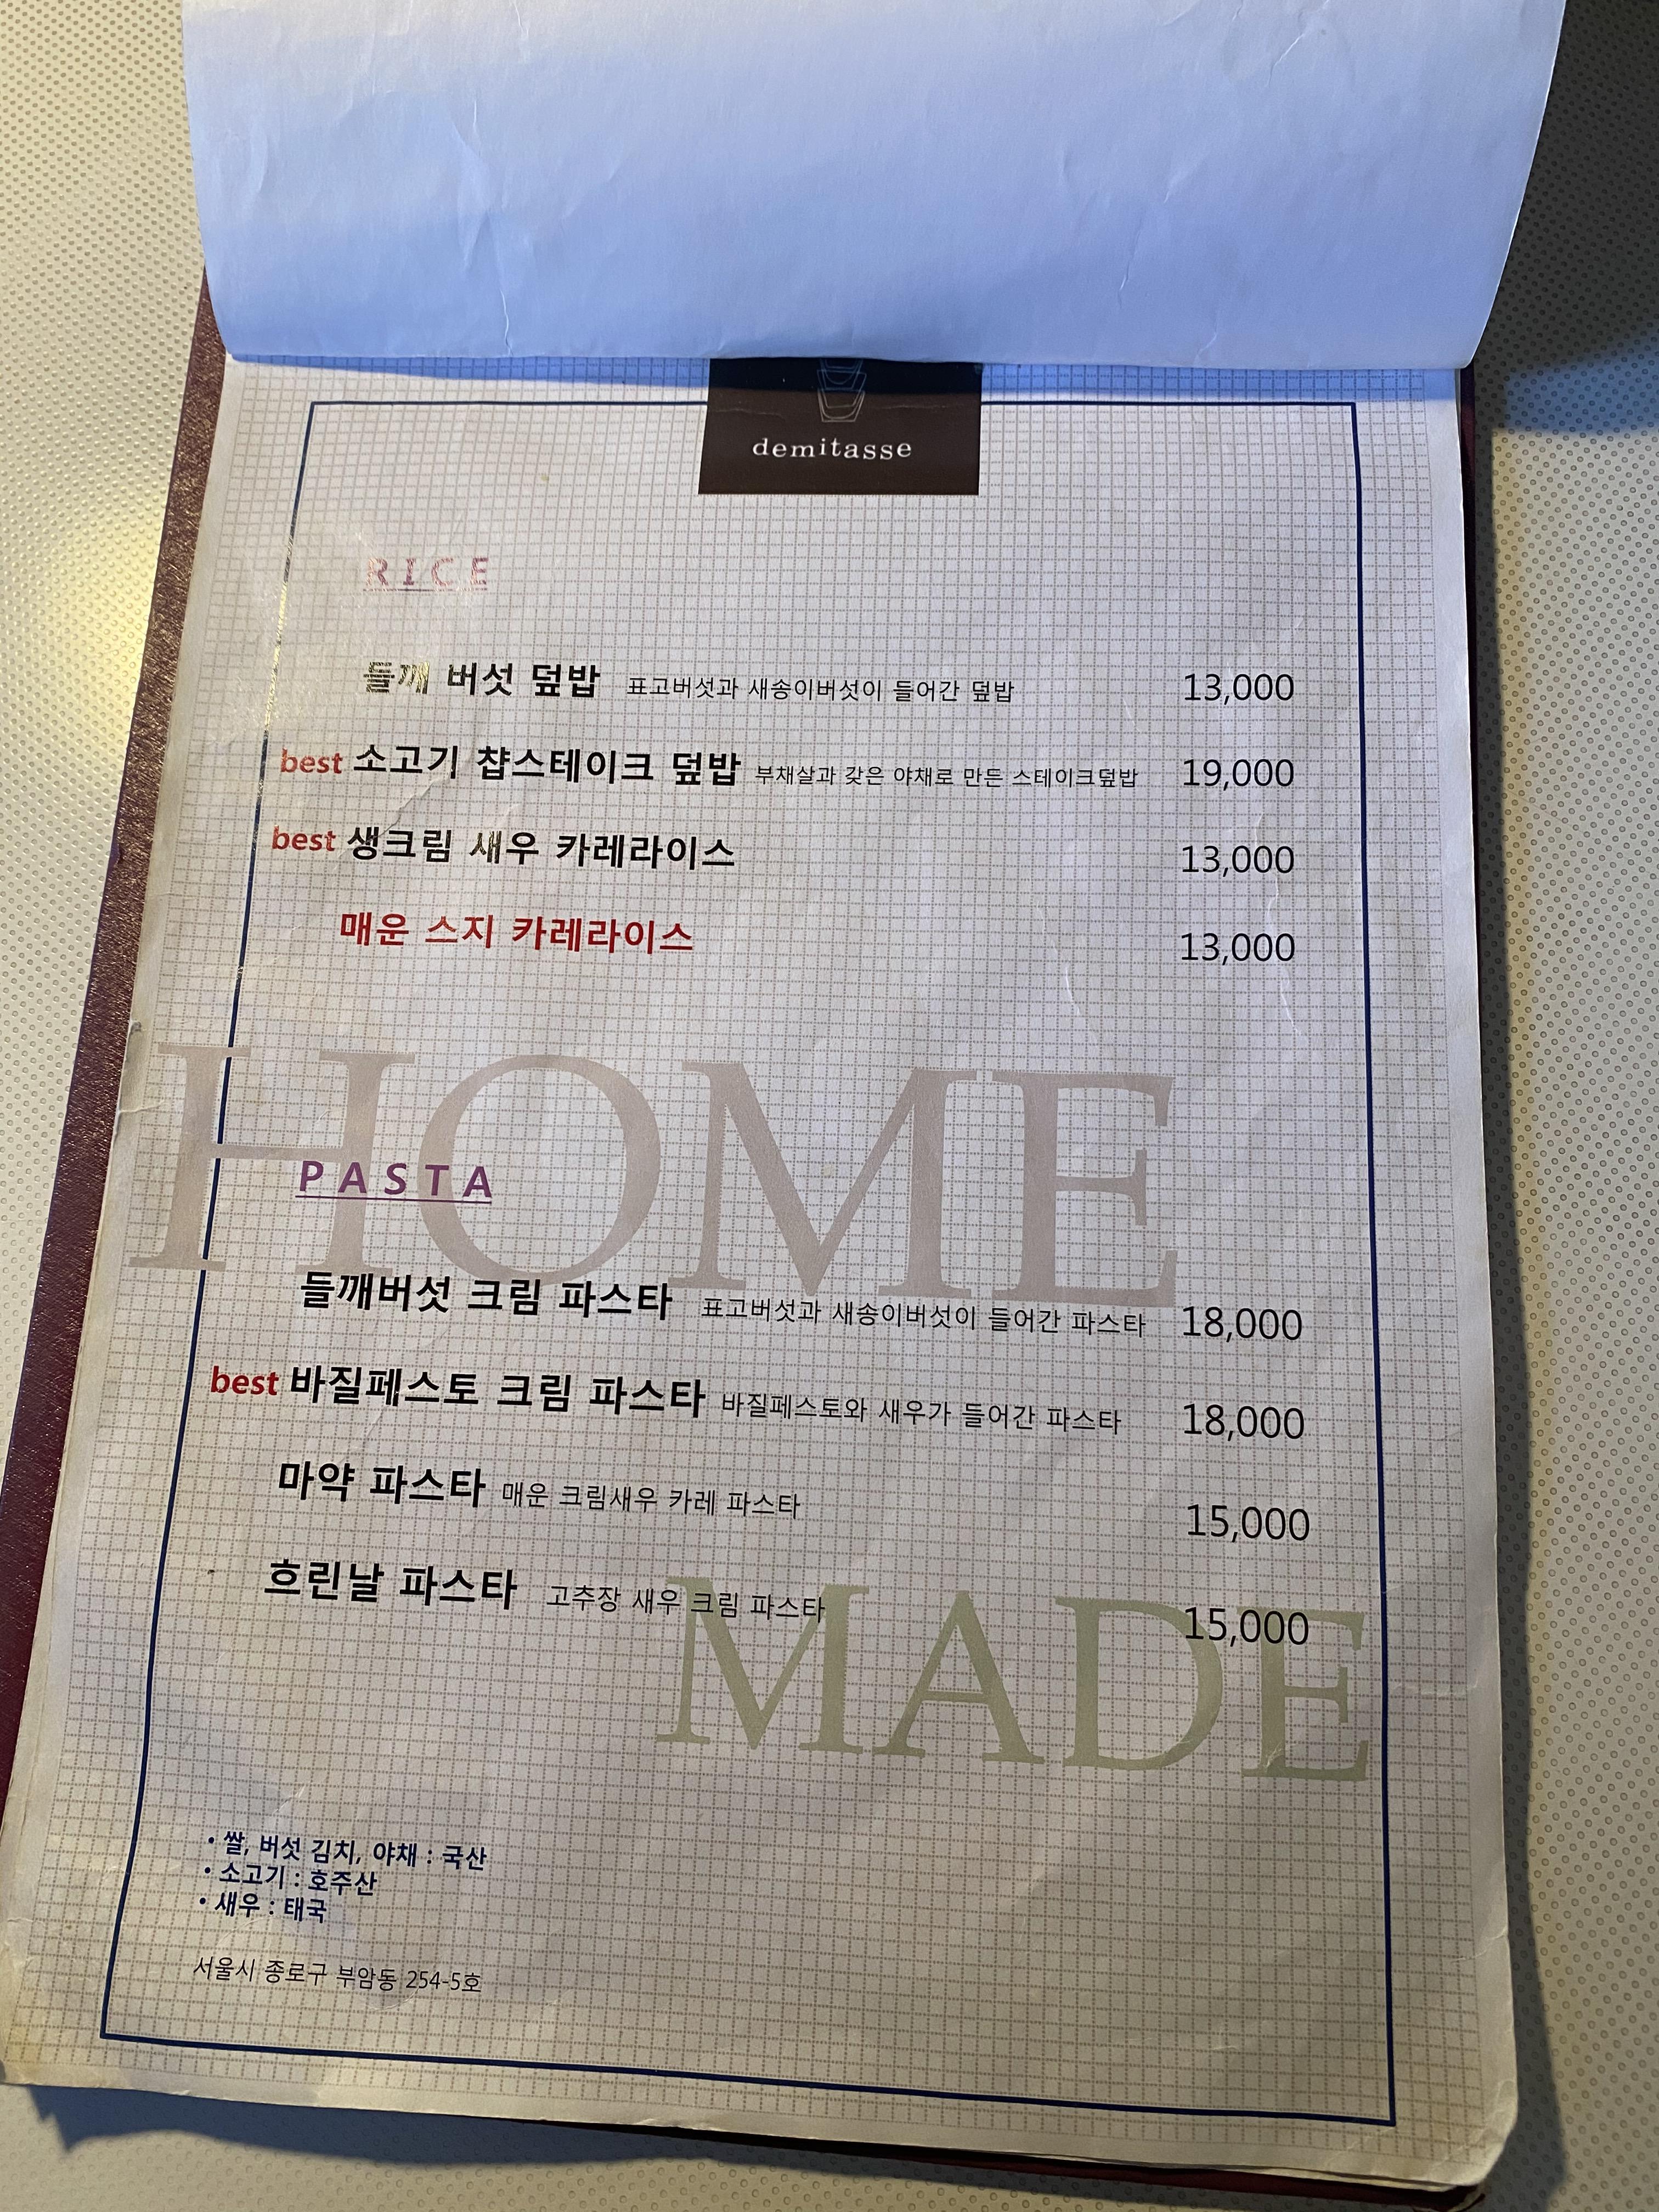 demitasse
RICE
들깨 버섯 덮밥 표고버섯과 새송이버섯이 들어간 덮밥 13,000
best 소고기 찹스테이크 덮밥 부채살과 갖은 야채로 만든 스테이크덮밥 19,000
best 생크림 새우 카레라이스 13,000
매운 스지 카레라이스 13,000
HOME
PASTA
들깨버섯 크림 파스타 표고버섯과 새송이버섯이 들어간 파스타 18,000
best 바질페스토 크림 파스타 바질페스토와 새우가 들어간 파스타 18,000
마약 파스타 매운 크림새우 카레 파스타 15,000
흐린날 파스타 고추장 새우 크림 파스타 15,000
MADE
• 쌀, 버섯 김치, 야채 : 국산
• 소고기 : 호주산
• 새우 : 태국
서울시 종로구 부암동 254-5호